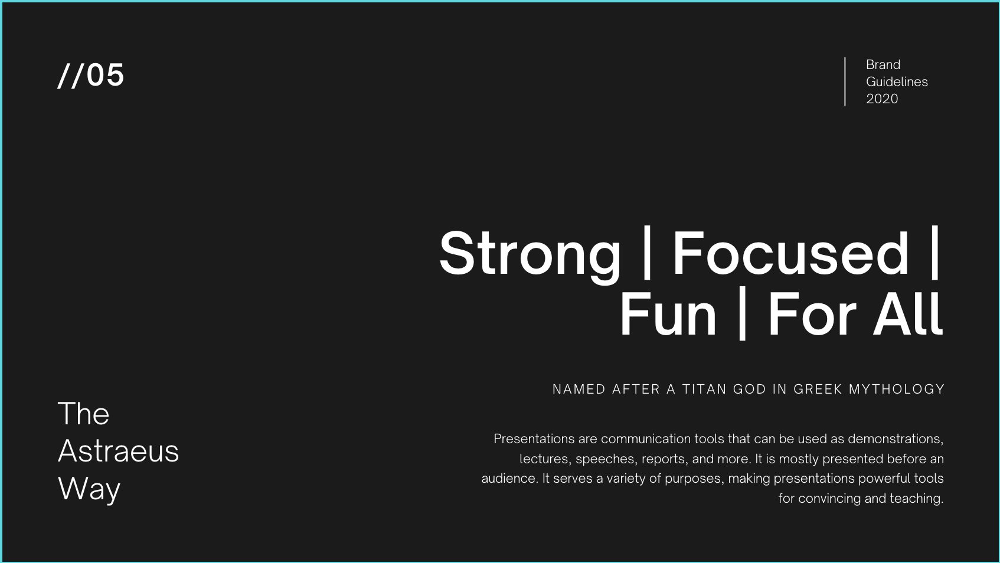 //05
Brand
Guidelines
2020
Strong | Focused |
Fun | For All
NAMED AFTER A TITAN GOD IN GREEK MYTHOLOGY
The
Astraeus
Way
Presentations are communication tools that can be used as demonstrations,
lectures, speeches, reports, and more. It is mostly presented before an
audience. It serves a variety of purposes, making presentations powerful tools
for convincing and teaching.